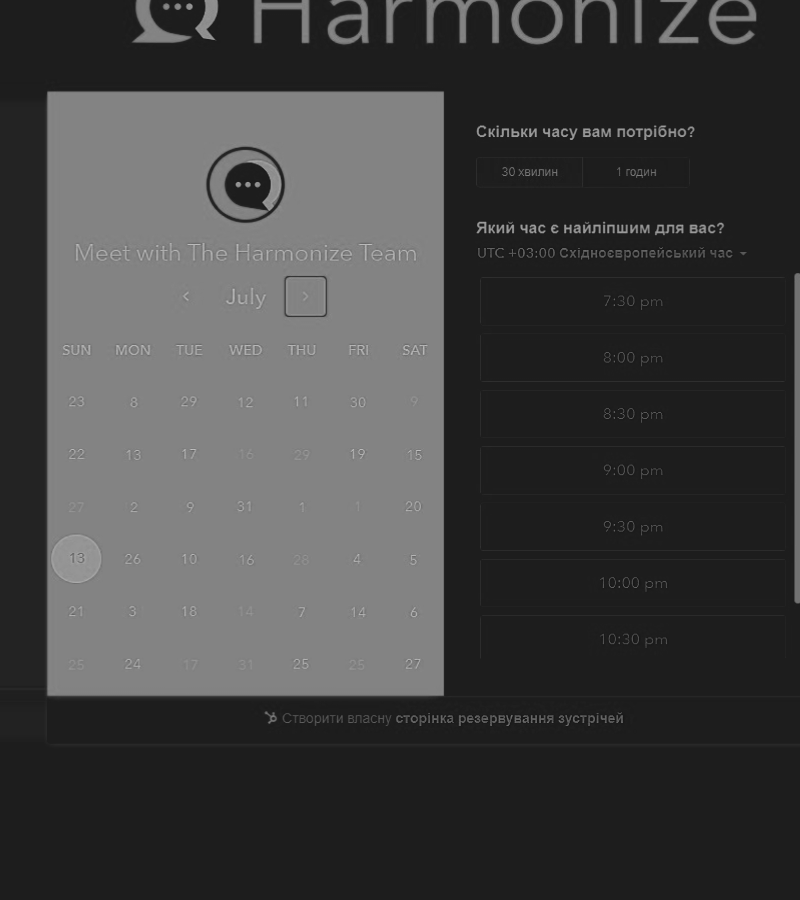 Harmonize
Meet with The Harmonize Team
July
SUN MON TUE WED THU FRI SAT
23 8 29 12 11 30 9
22 13 17 16 29 19 15
27 2 9 31 1 1 20
13 26 10 16 28 4 5
21 3 18 14 7 14 6
25 24 17 31 25 25 27
Скільки часу вам потрібно?
30 хвилин 1 годин
Який час є найліпшим для вас?
UTC +03:00 Східноєвропейський час
7:30 pm
8:00 pm
8:30 pm
9:00 pm
9:30 pm
10:00 pm
10:30 pm
Створити власну сторінка резервування зустрічей